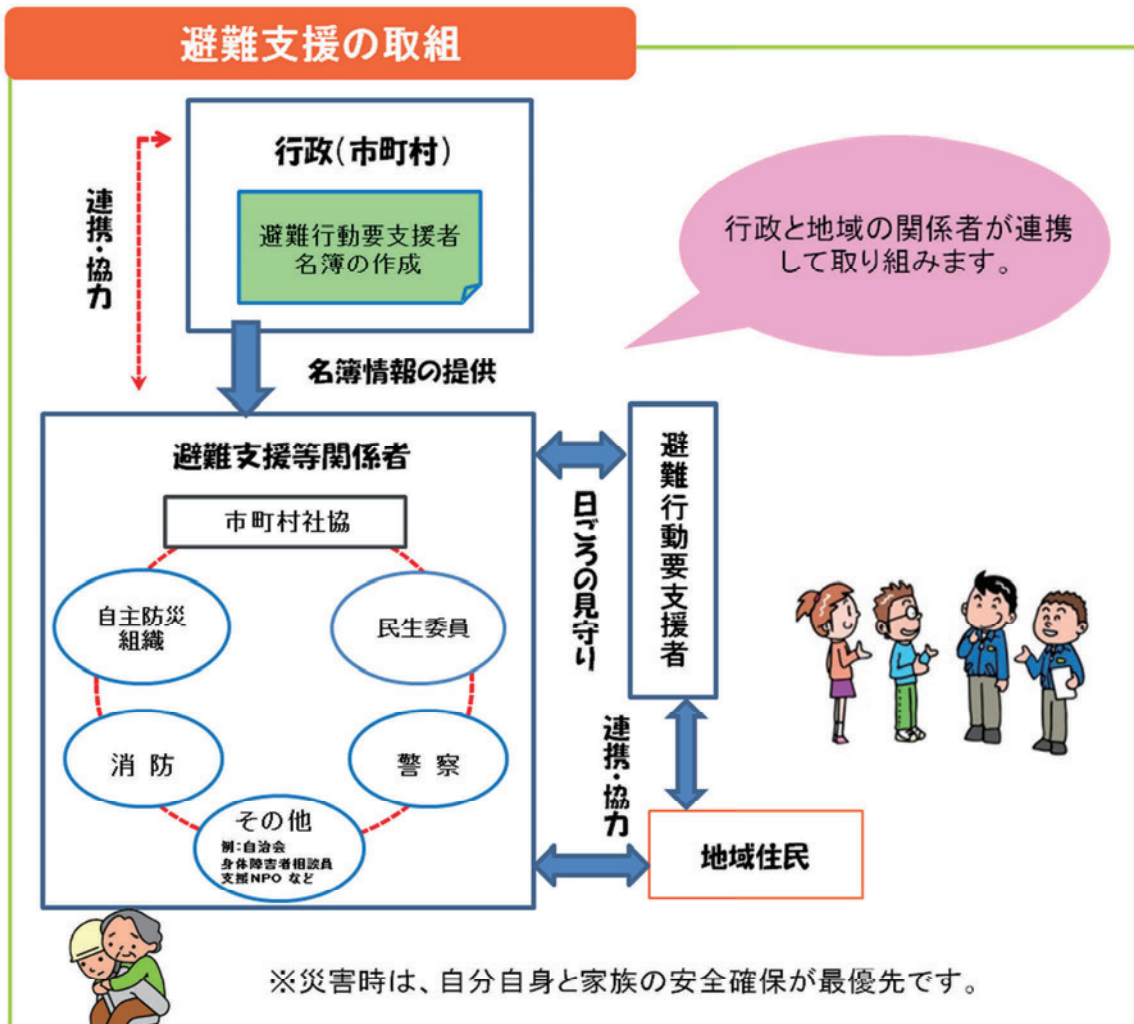 避難支援の取組
行政(市町村)
避難行動要支援者
名簿の作成
連携・協力
行政と地域の関係者が連携
して取り組みます。
名簿情報の提供
避難支援等関係者
市町村社協
自主防災
組織
民生委員
消 防
警 察
その他
例:自治会
身体障害者相談員
支援NPO など
日ごろの見守り
避難行動要支援者
連携・協力
地域住民
※災害時は、自分自身と家族の安全確保が最優先です。